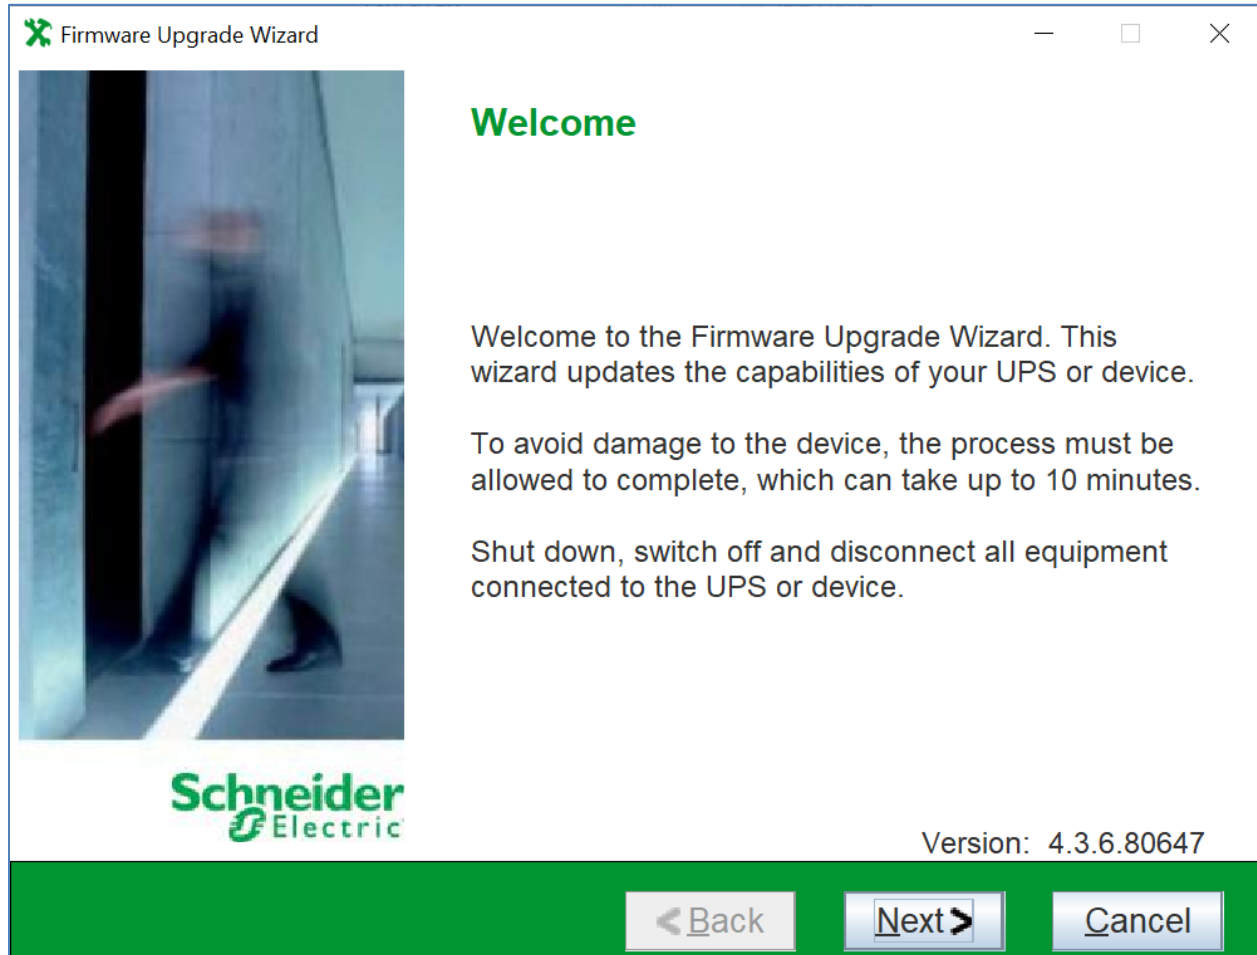 Firmware Upgrade Wizard
Welcome
Welcome to the Firmware Upgrade Wizard. This
wizard updates the capabilities of your UPS or device.
To avoid damage to the device, the process must be
allowed to complete, which can take up to 10 minutes.
Shut down, switch off and disconnect all equipment
connected to the UPS or device.
Schneider
Electric
Version: 4.3.6.80647
<Back
Next>
Cancel